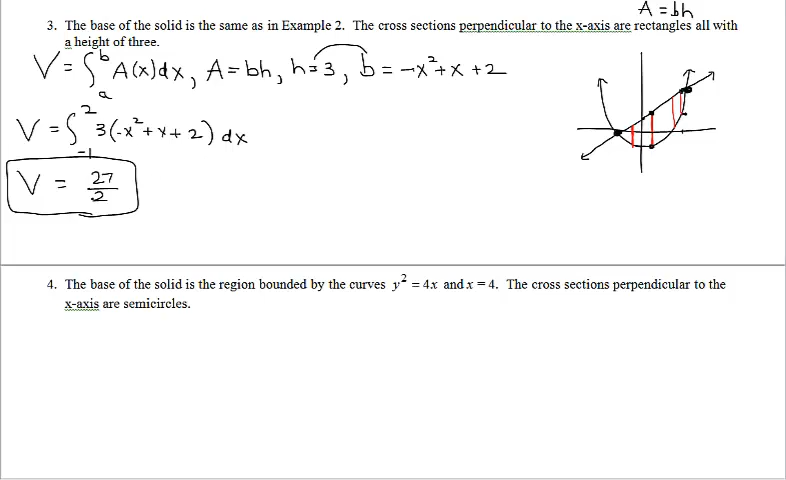 A = bh
3. The base of the solid is the same as in Example 2. The cross sections perpendicular to the x-axis are rectangles all with
a height of three.
V = ∫ₐᵇ A(x)dx, A = bh, h = 3, b = -x² + x + 2
V = ∫₋₁² 3(-x² + x + 2) dx
V = 27/2
4. The base of the solid is the region bounded by the curves y² = 4x and x = 4. The cross sections perpendicular to the
x-axis are semicircles.